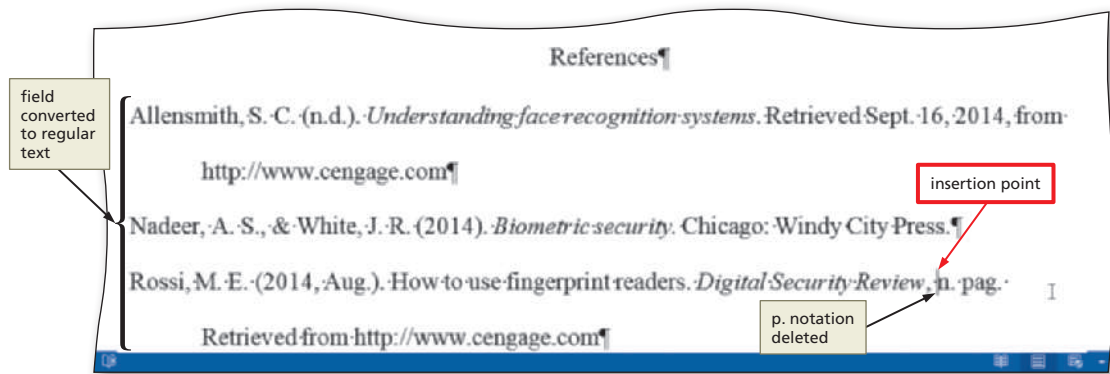 References¶
field
converted
to regular
text
Allensmith, S. C. (n.d.). Understanding face recognition systems. Retrieved Sept. 16, 2014, from
http://www.cengage.com¶
insertion point
Nadeer, A. S., & White, J. R. (2014). Biometric security. Chicago: Windy City Press.¶
Rossi, M. E. (2014, Aug.). How to use fingerprint readers. Digital Security Review, n. pag.
p. notation
deleted
Retrieved from http://www.cengage.com¶